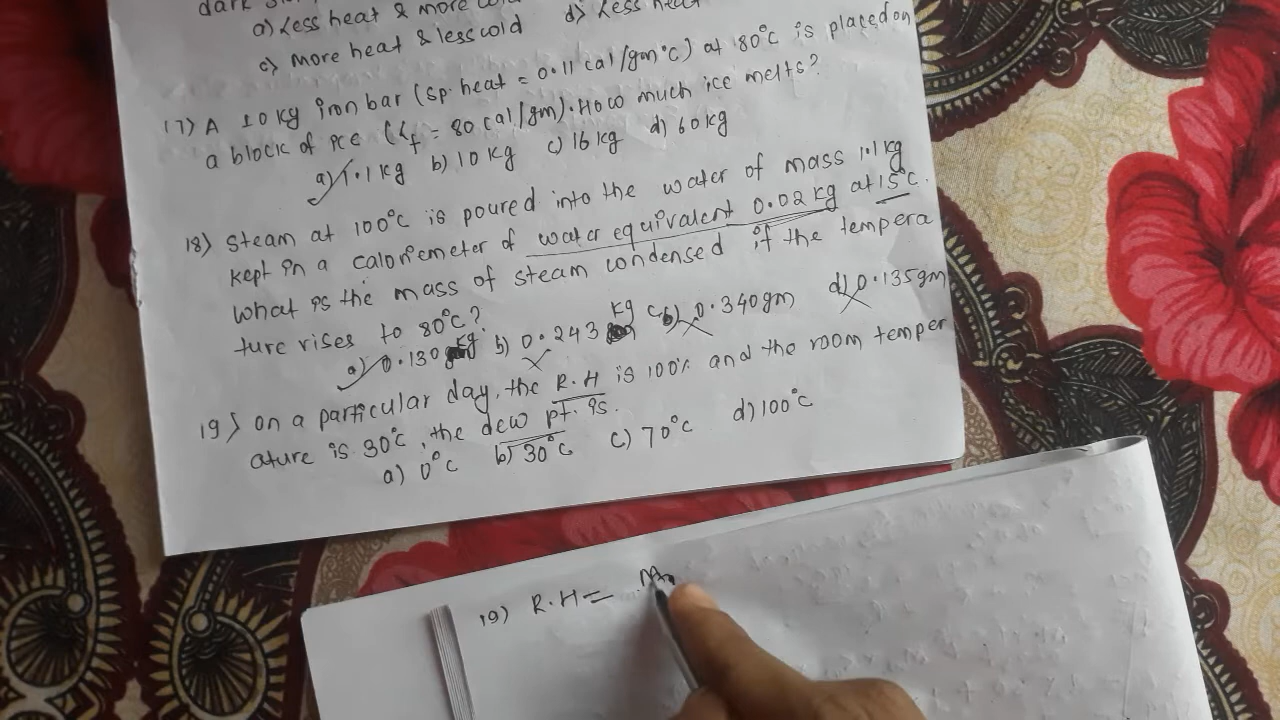 dark
a) Less heat & more cold d) Less heat
c) More heat & less cold
17) A 10 kg iron bar (sp. heat = 0.11 cal/gm°c) at 80°c is placed on
a block of ice (Lf = 80 cal/gm). How much ice melts?
a) 1.1 kg b) 10 kg c) 16 kg d) 60 kg
18) Steam at 100°c is poured into the water of mass 1.1 kg
kept in a calorimeter of water equivalent 0.02 kg at 15°c.
What is the mass of steam condensed if the tempera
ture rises to 80°c?
a) 0.130 kg b) 0.243 kg c) 0.340 gm d) 0.135 gm
19) On a particular day, the R.H is 100% and the room temper
ature is 30°c, the dew pt. is.
a) 0°c b) 30°c c) 70°c d) 100°c
19) R.H =